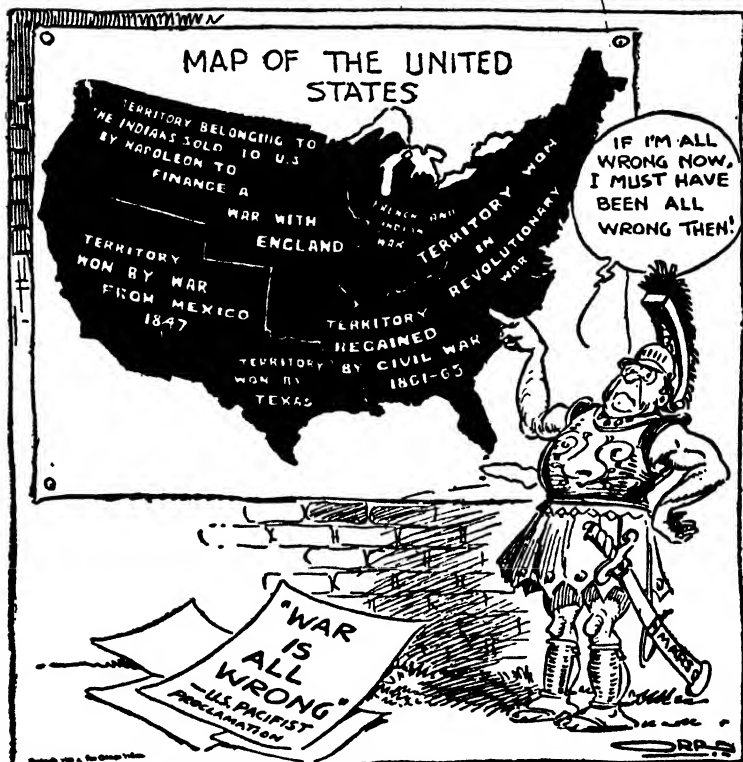 MAP OF THE UNITED
STATES
TERRITORY BELONGING TO
THE INDIANS SOLD TO U.S
BY NAPOLEON TO
FINANCE A
WAR WITH
ENGLAND
FRENCH AND
INDIAN
WAR
TERRITORY WON
IN
REVOLUTIONARY
WAR
TERRITORY
WON BY WAR
FROM MEXICO
1847
TERRITORY
REGAINED
BY CIVIL WAR
1861-65
TERRITORY
WON BY
TEXAS
IF I'M ALL
WRONG NOW,
I MUST HAVE
BEEN ALL
WRONG THEN!
MARS
"WAR
IS
ALL
WRONG"
—U.S. PACIFIST
PROCLAMATION
ORR